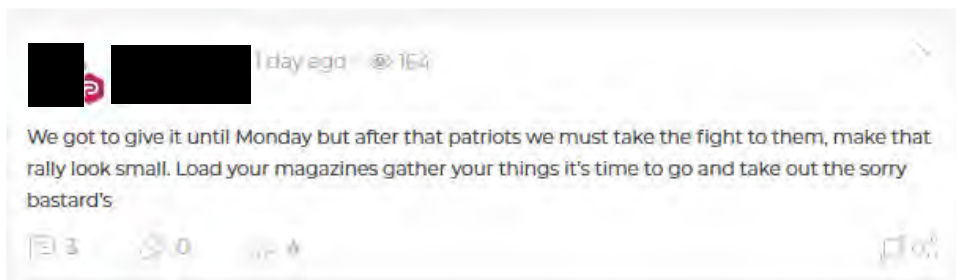 1 day ago 164
We got to give it until Monday but after that patriots we must take the fight to them, make that
rally look small. Load your magazines gather your things it's time to go and take out the sorry
bastard's
3 0